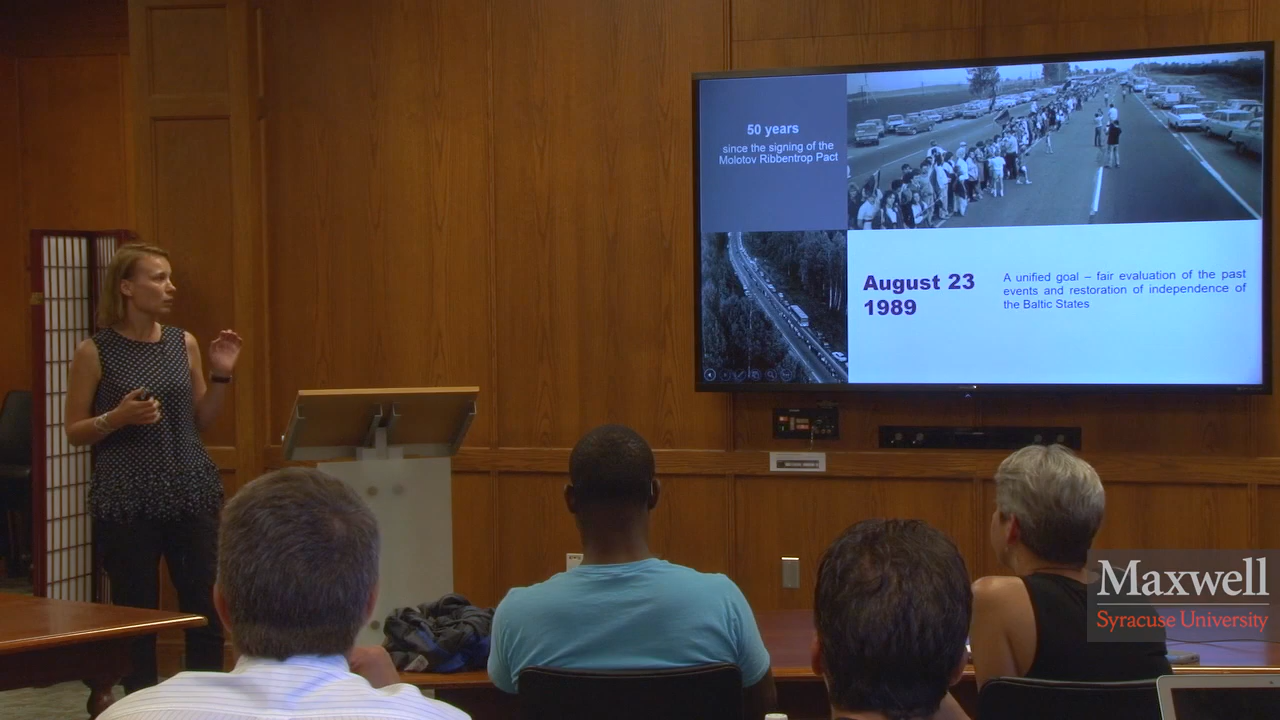 50 years
since the signing of the
Molotov Ribbentrop Pact
August 23
1989
A unified goal – fair evaluation of the past
events and restoration of independence of
the Baltic States
Maxwell
Syracuse University